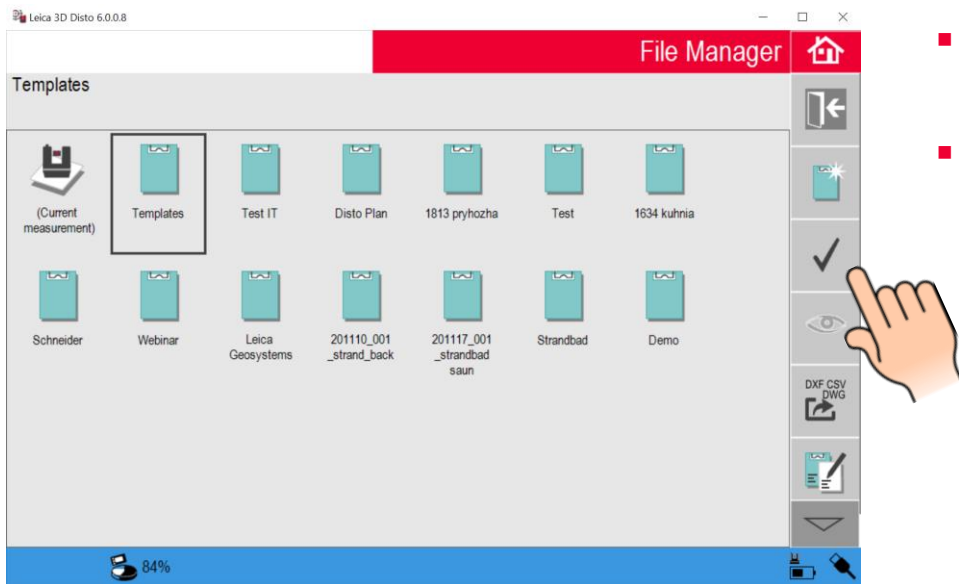 Leica 3D Disto 6.0.0.8
File Manager
Templates
(Current
measurement)
Templates
Test IT
Disto Plan
1813 pryhozha
Test
1634 kuhnia
Schneider
Webinar
Leica
Geosystems
201110_001
_strand_back
201117_001
_strandbad
saun
Strandbad
Demo
DXF CSV
DWG
84%